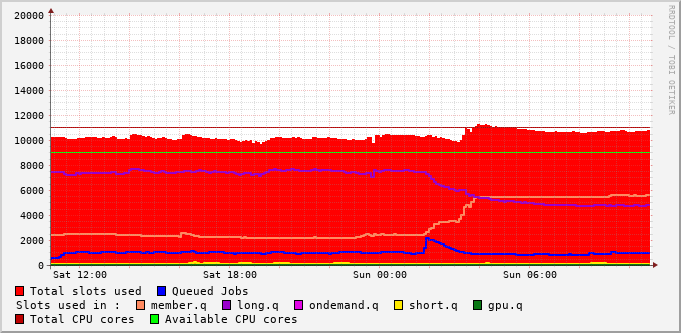 20000
18000
16000
14000
12000
10000
8000
6000
4000
2000
0
Sat 12:00 Sat 18:00 Sun 00:00 Sun 06:00
RRDTOOL / TOBI OETIKER
Total slots used Queued Jobs
Slots used in : member.q long.q ondemand.q short.q gpu.q
Total CPU cores Available CPU cores